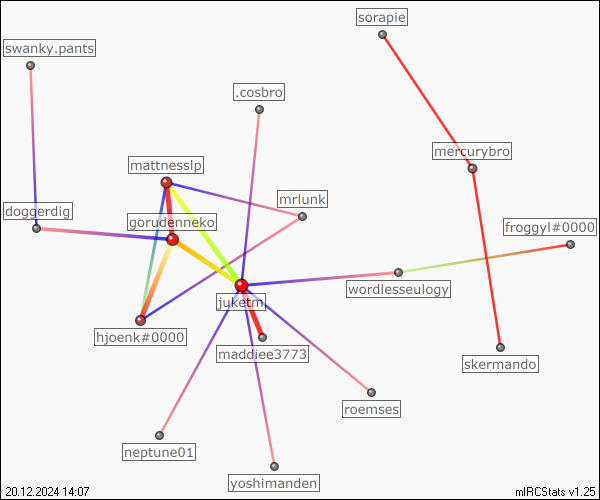 sorapie
swanky.pants
.cosbro
mercurybro
mattnesslp
mrlunk
doggerdig
gorudenneko
froggyl#0000
wordlesseulogy
juketm
hjoenk#0000
maddiee3773
skermando
roemses
neptune01
yoshimanden
20.12.2024 14:07
mIRCStats v1.25